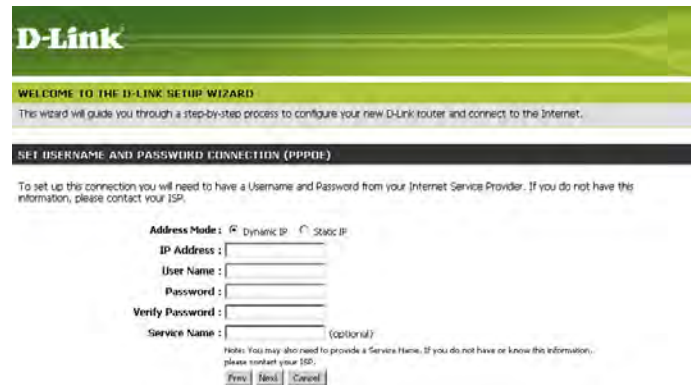 D-Link
WELCOME TO THE D-LINK SETUP WIZARD
This wizard will guide you through a step-by-step process to configure your new D-Link router and connect to the Internet.
SET USERNAME AND PASSWORD CONNECTION (PPPOE)
To set up this connection you will need to have a Username and Password from your Internet Service Provider. If you do not have this
information, please contact your ISP.
Address Mode : Dynamic IP Static IP
IP Address :
User Name :
Password :
Verify Password :
Service Name : (optional)
Note: You may also need to provide a Service Name. If you do not have or know this information,
please contact your ISP.
Prev Next Cancel